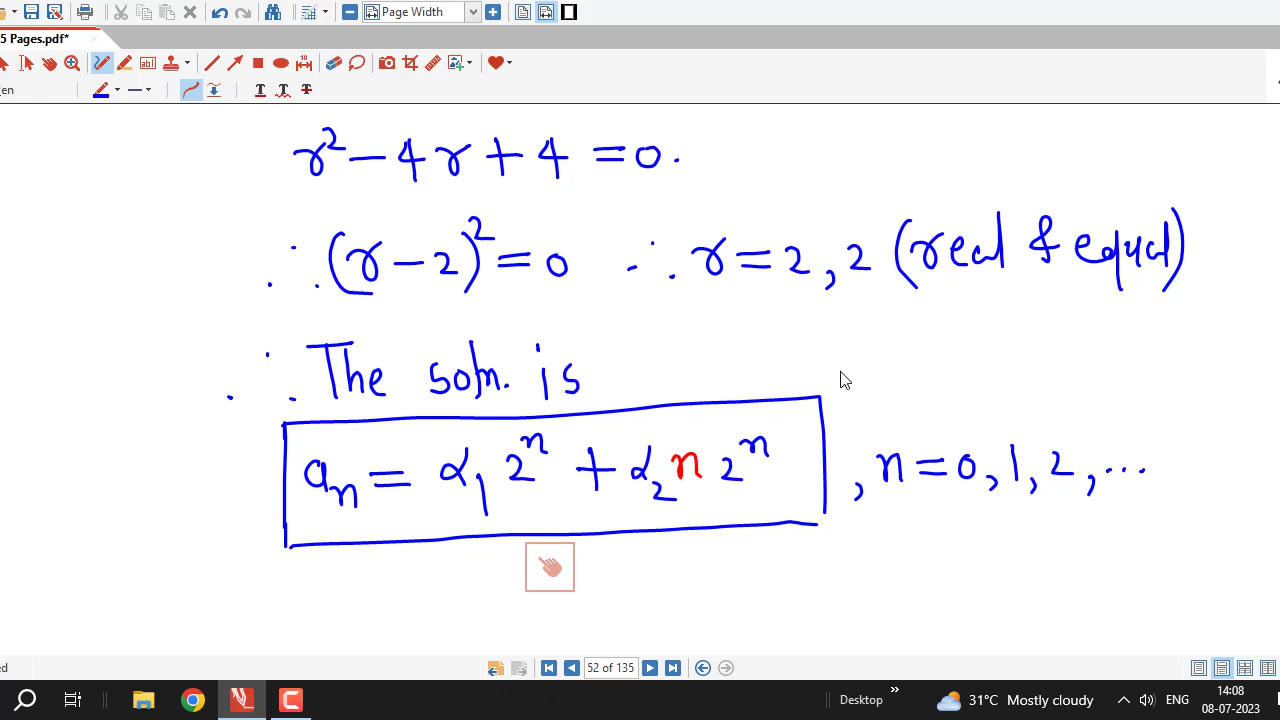 Page Width
5 Pages.pdf*
en
r² − 4r + 4 = 0.
∴ (r − 2)² = 0 ∴ r = 2, 2 (real & equal)
∴ The soln. is
aₙ = α₁ 2ⁿ + α₂ n 2ⁿ , n = 0, 1, 2, ...
ed
52 of 135
Desktop » 31°C Mostly cloudy ENG 14:08
08-07-2023